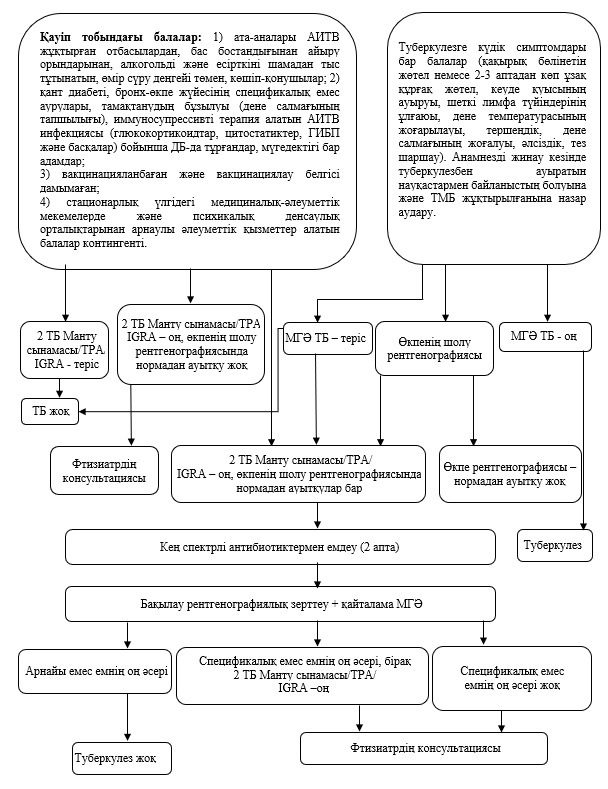 Қауіп тобындағы балалар: 1) ата-аналары АИТВ
жұқтырған отбасылардан, бас бостандығынан айыру
орындарынан, алкогольді және есірткіні шамадан тыс
тұтынатын, өмір сүру деңгейі төмен, көшіп-қонушылар; 2)
қант диабеті, бронх-өкпе жүйесінің спецификалық емес
аурулары, тамақтанудың бұзылуы (дене салмағының
тапшылығы), иммуносупрессивті терапия алатын АИТВ
инфекциясы (глюкокортикоидтар, цитостатиктер, ГИБП
және басқалар) бойынша ДБ-да тұрғандар, мүгедектігі бар
адамдар;
3) вакцинацияланбаған және вакцинациялау белгісі
дамымаған;
4) стационарлық үлгідегі медициналық-әлеуметтік
мекемелерде және психикалық денсаулық
орталықтарынан арнаулы әлеуметтік қызметтер алатын
балалар контингенті.
Туберкулезге күдік симптомдары
бар балалар (қақырық бөлінетін
жөтел немесе 2-3 аптадан көп ұзақ
құрғақ жөтел, кеуде қуысының
ауыруы, шеткі лимфа түйіндерінің
ұлғаюы, дене температурасының
жоғарылауы, тершеңдік, дене
салмағының жоғалуы, әлсіздік, тез
шаршау). Анамнезді жинау кезінде
туберкулезбен ауыратын
науқастармен байланыстың болуына
және ТМБ жұқтырылғанына назар
аудару.
2 ТБ Манту
сынамасы/ТРА
IGRA - теріс
2 ТБ Манту сынамасы/ТРА
IGRA – оң, өкпенің шолу
рентгенографиясында
нормадан ауытқу жоқ
МГӘ ТБ – теріс
Өкпенің шолу
рентгенографиясы
МГӘ ТБ - оң
ТБ жоқ
Фтизиатрдің
консультациясы
2 ТБ Манту сынамасы/ТРА/
IGRA – оң, өкпенің шолу рентгенографиясында
нормадан ауытқулар бар
Өкпе рентгенографиясы –
нормадан ауытқу жоқ
Кең спектрлі антибиотиктермен емдеу (2 апта)
Туберкулез
Бақылау рентгенографиялық зерттеу + қайталама МГӘ
Арнайы емес емнің оң әсері
Спецификалық емес емнің оң әсері, бірақ
2 ТБ Манту сынамасы/ТРА/
IGRA –оң
Спецификалық емес
емнің оң әсері жоқ
Туберкулез жоқ
Фтизиатрдің консультациясы